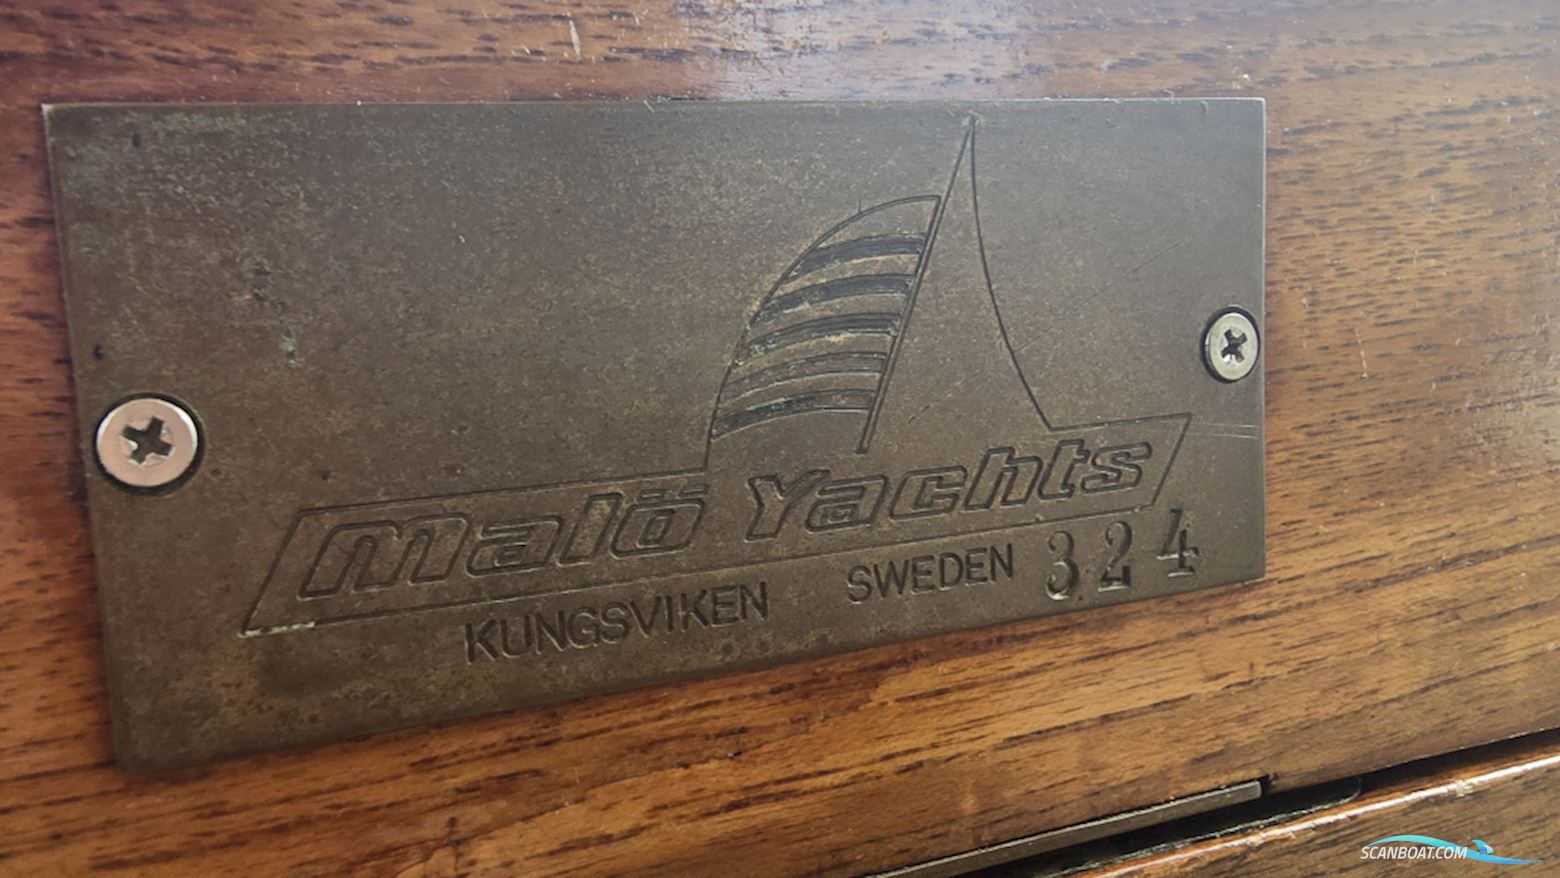 Malö Yachts
KUNGSVIKEN SWEDEN 324
SCANBOAT.COM